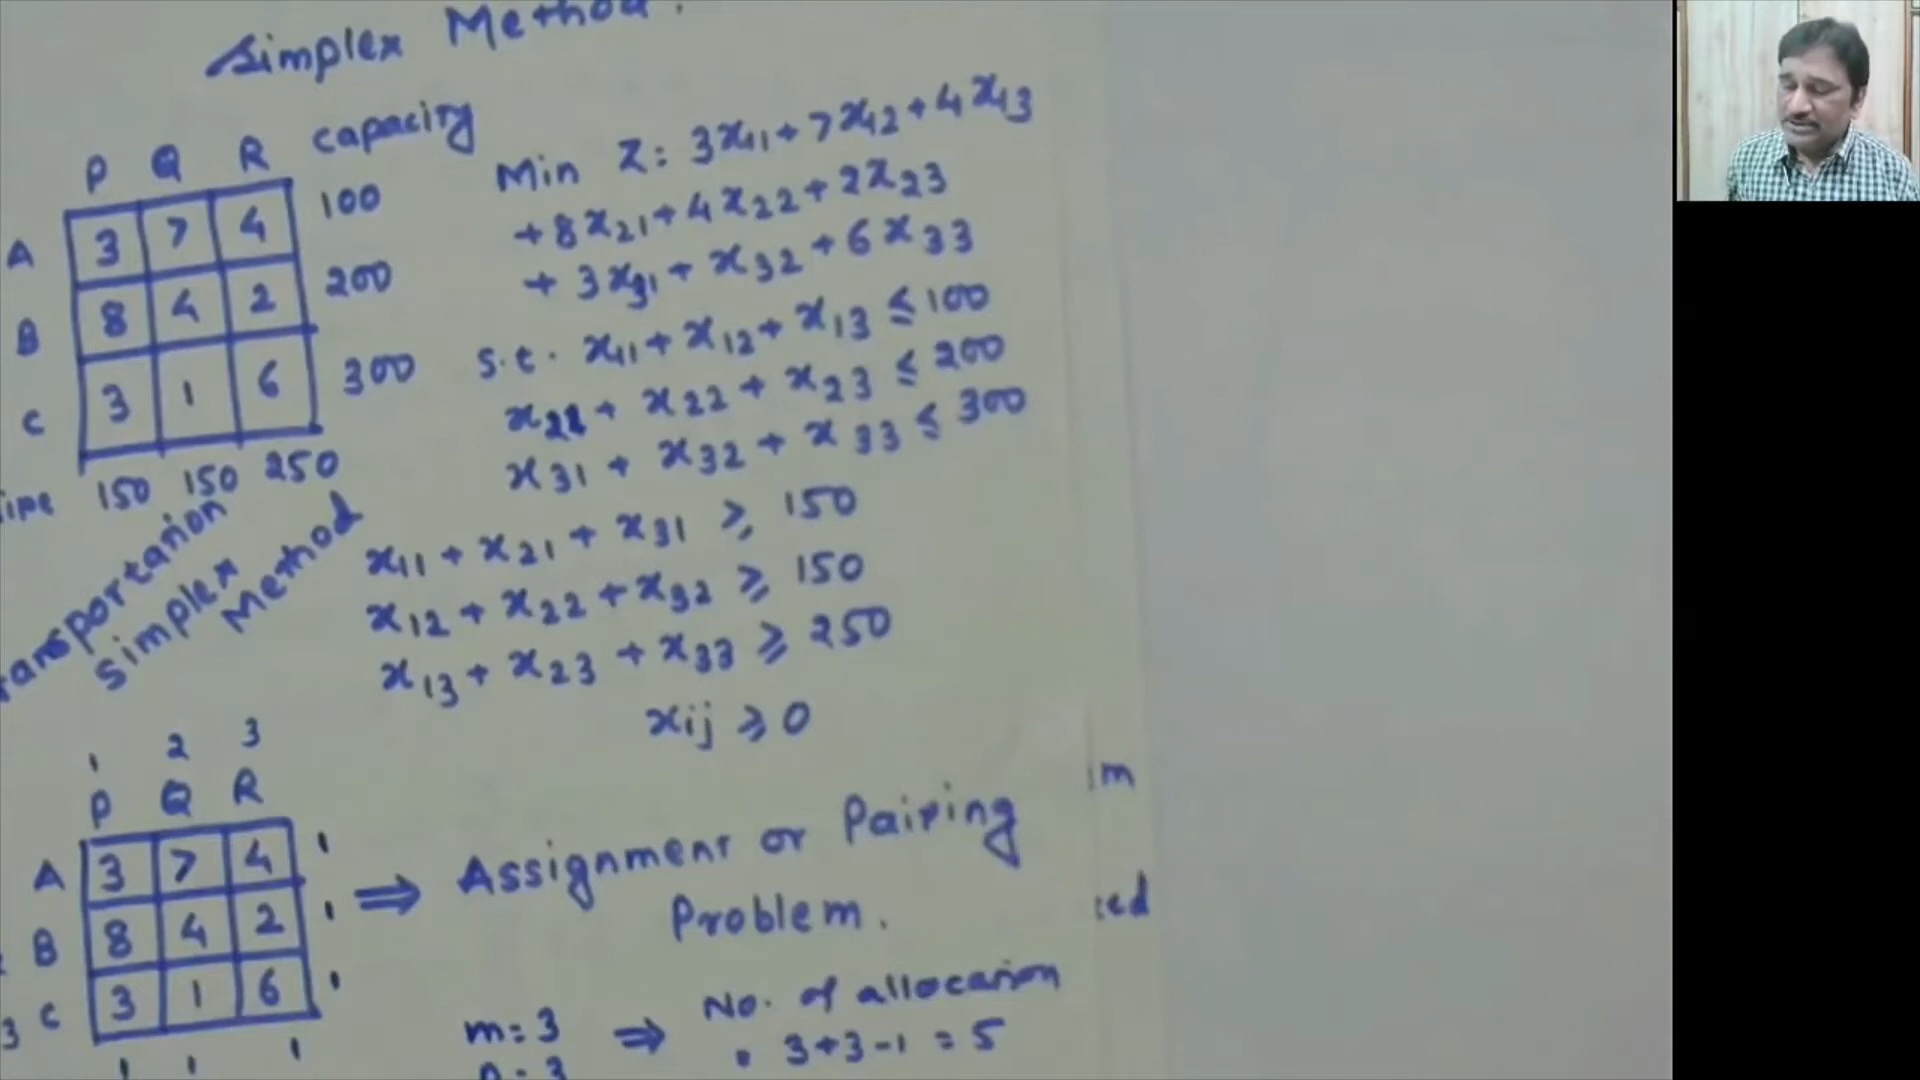 Simplex Method.
P Q R capacity
A 3 7 4 100
B 8 4 2 200
C 3 1 6 300
150 150 250
Simplex
Method
Min Z: 3x11+7x12+4x13
+8x21+4x22+2x23
+ 3x31+x32+6x33
s.t. x11+x12+x13 ≤100
x21+x22+x23 ≤ 200
x31+x32+x33 ≤ 300
x11+x21+x31 ≥ 150
x12+x22+x32 ≥ 150
x13+x23+x33 ≥ 250
xij ≥ 0
1 2 3
P Q R
A 3 7 4 1
B 8 4 2 1
3 C 3 1 6 1
1 1 1
⇒ Assignment or Pairing
Problem.
m=3 ⇒ No. of allocation
= 3+3-1 = 5